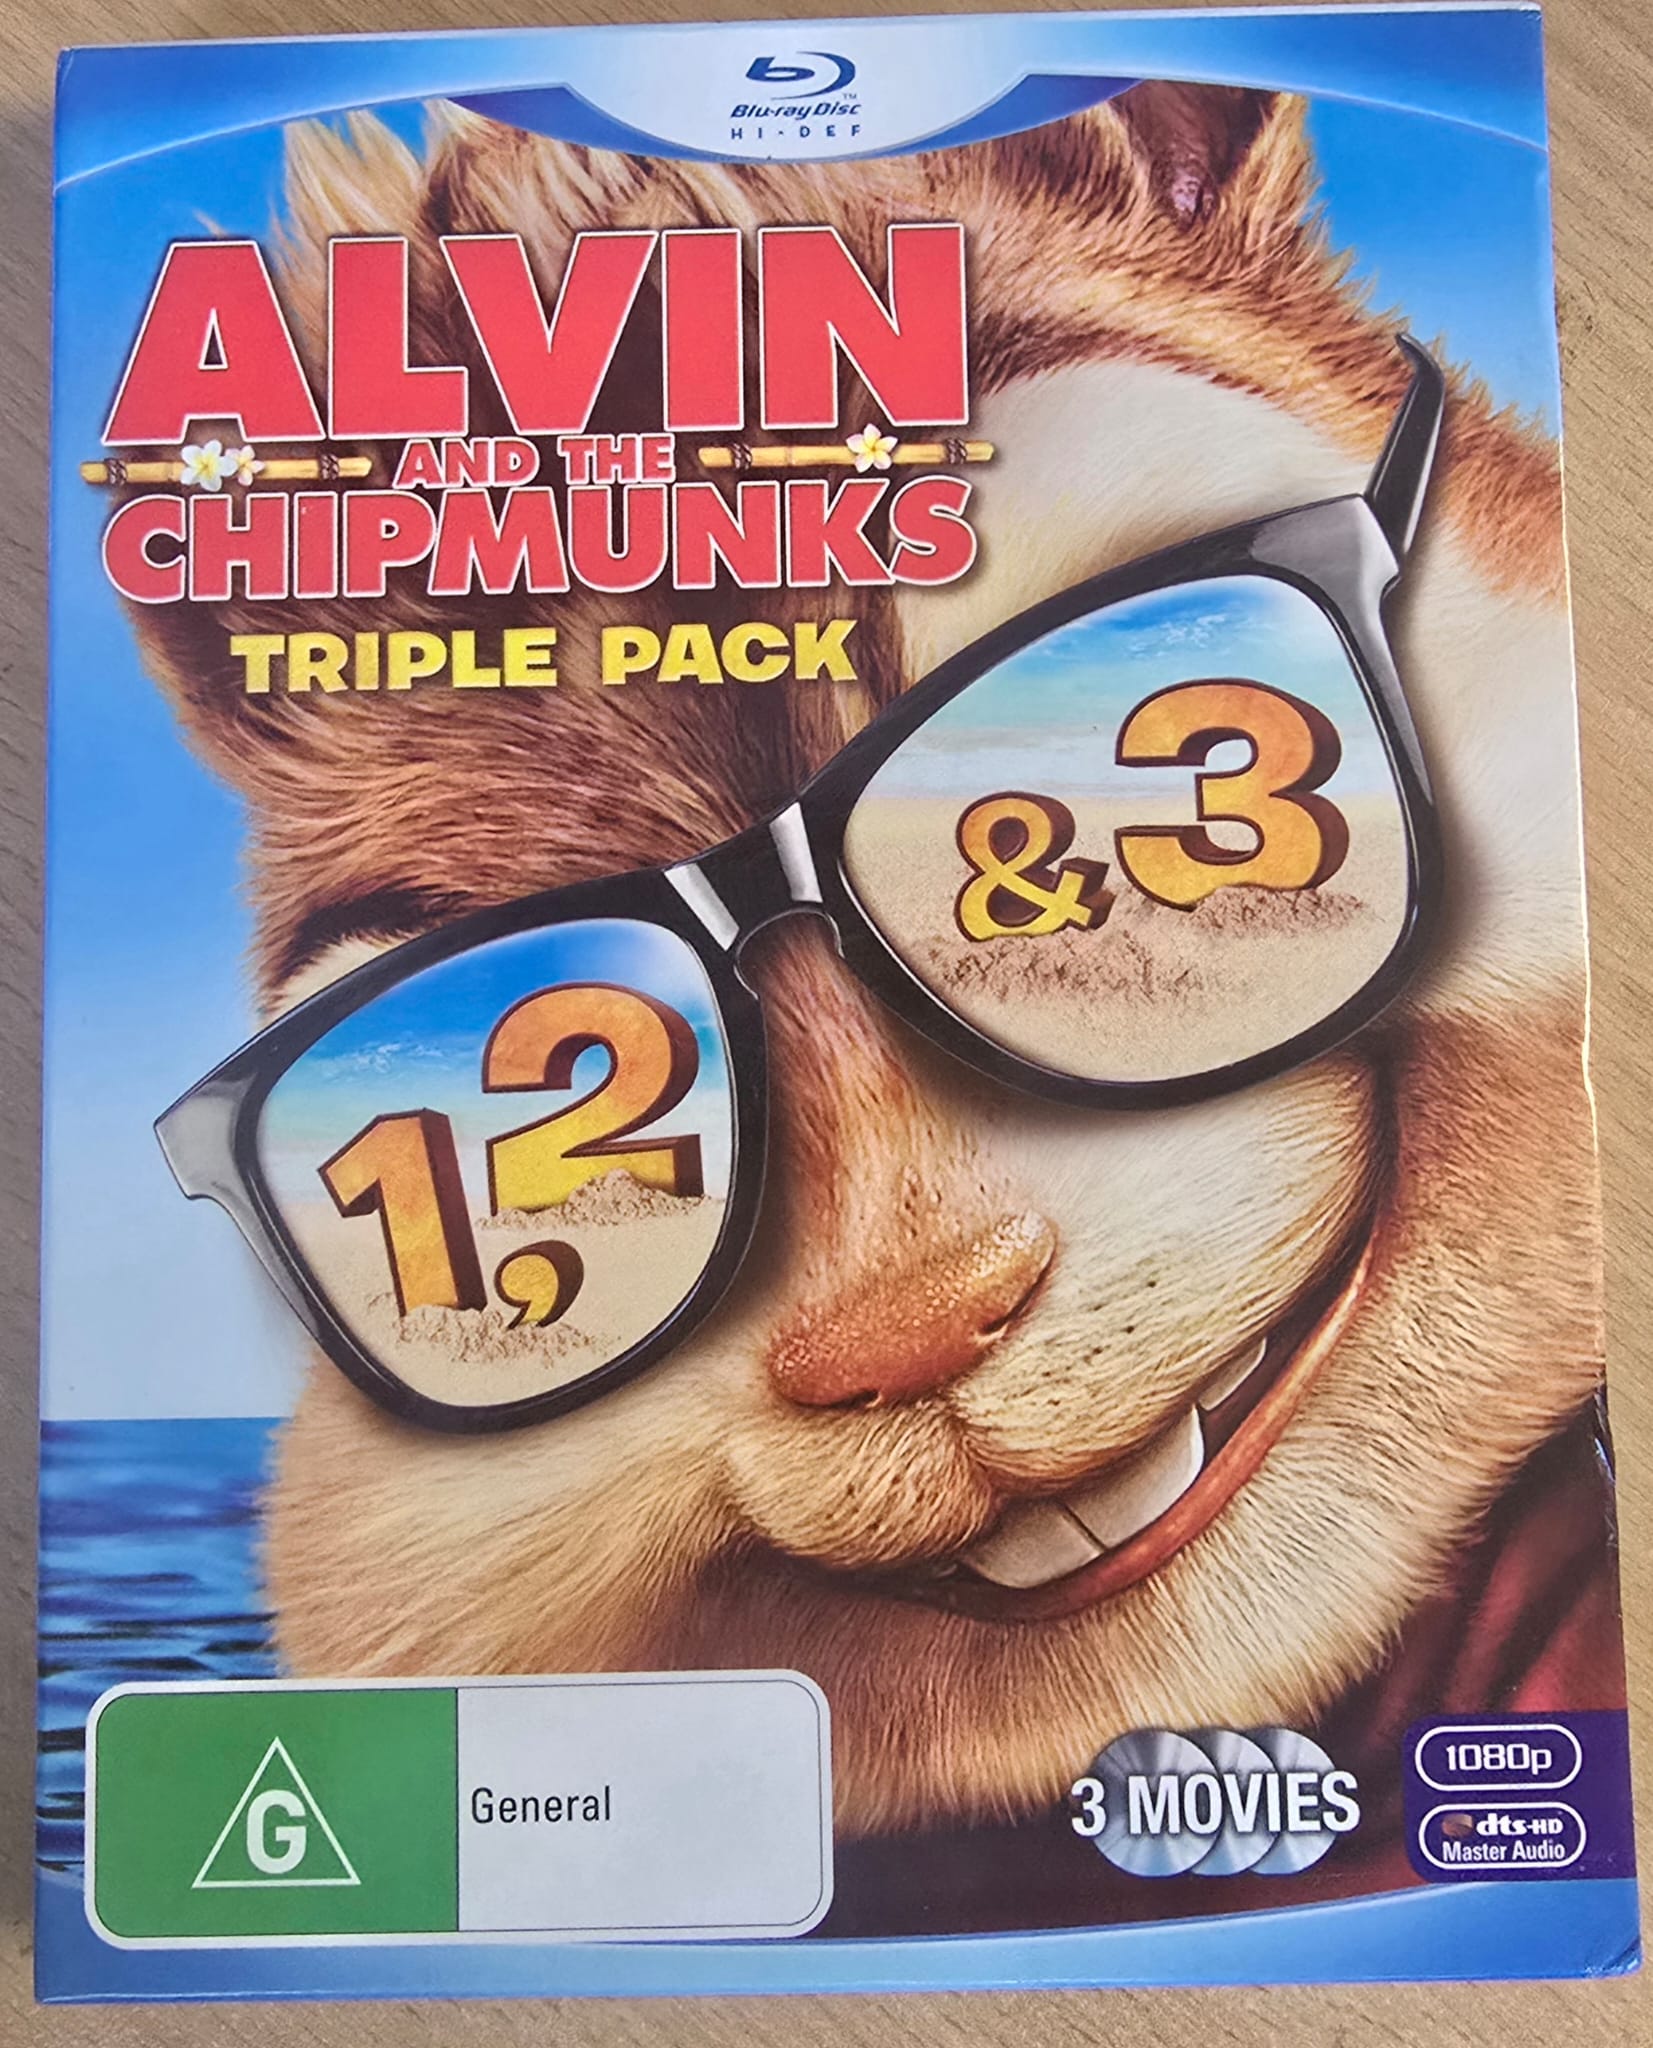 Blu-ray Disc™
HI-DEF
ALVIN
AND THE
CHIPMUNKS
TRIPLE PACK
1, 2
& 3
G
General
3 MOVIES
1080p
dts-HD
Master Audio